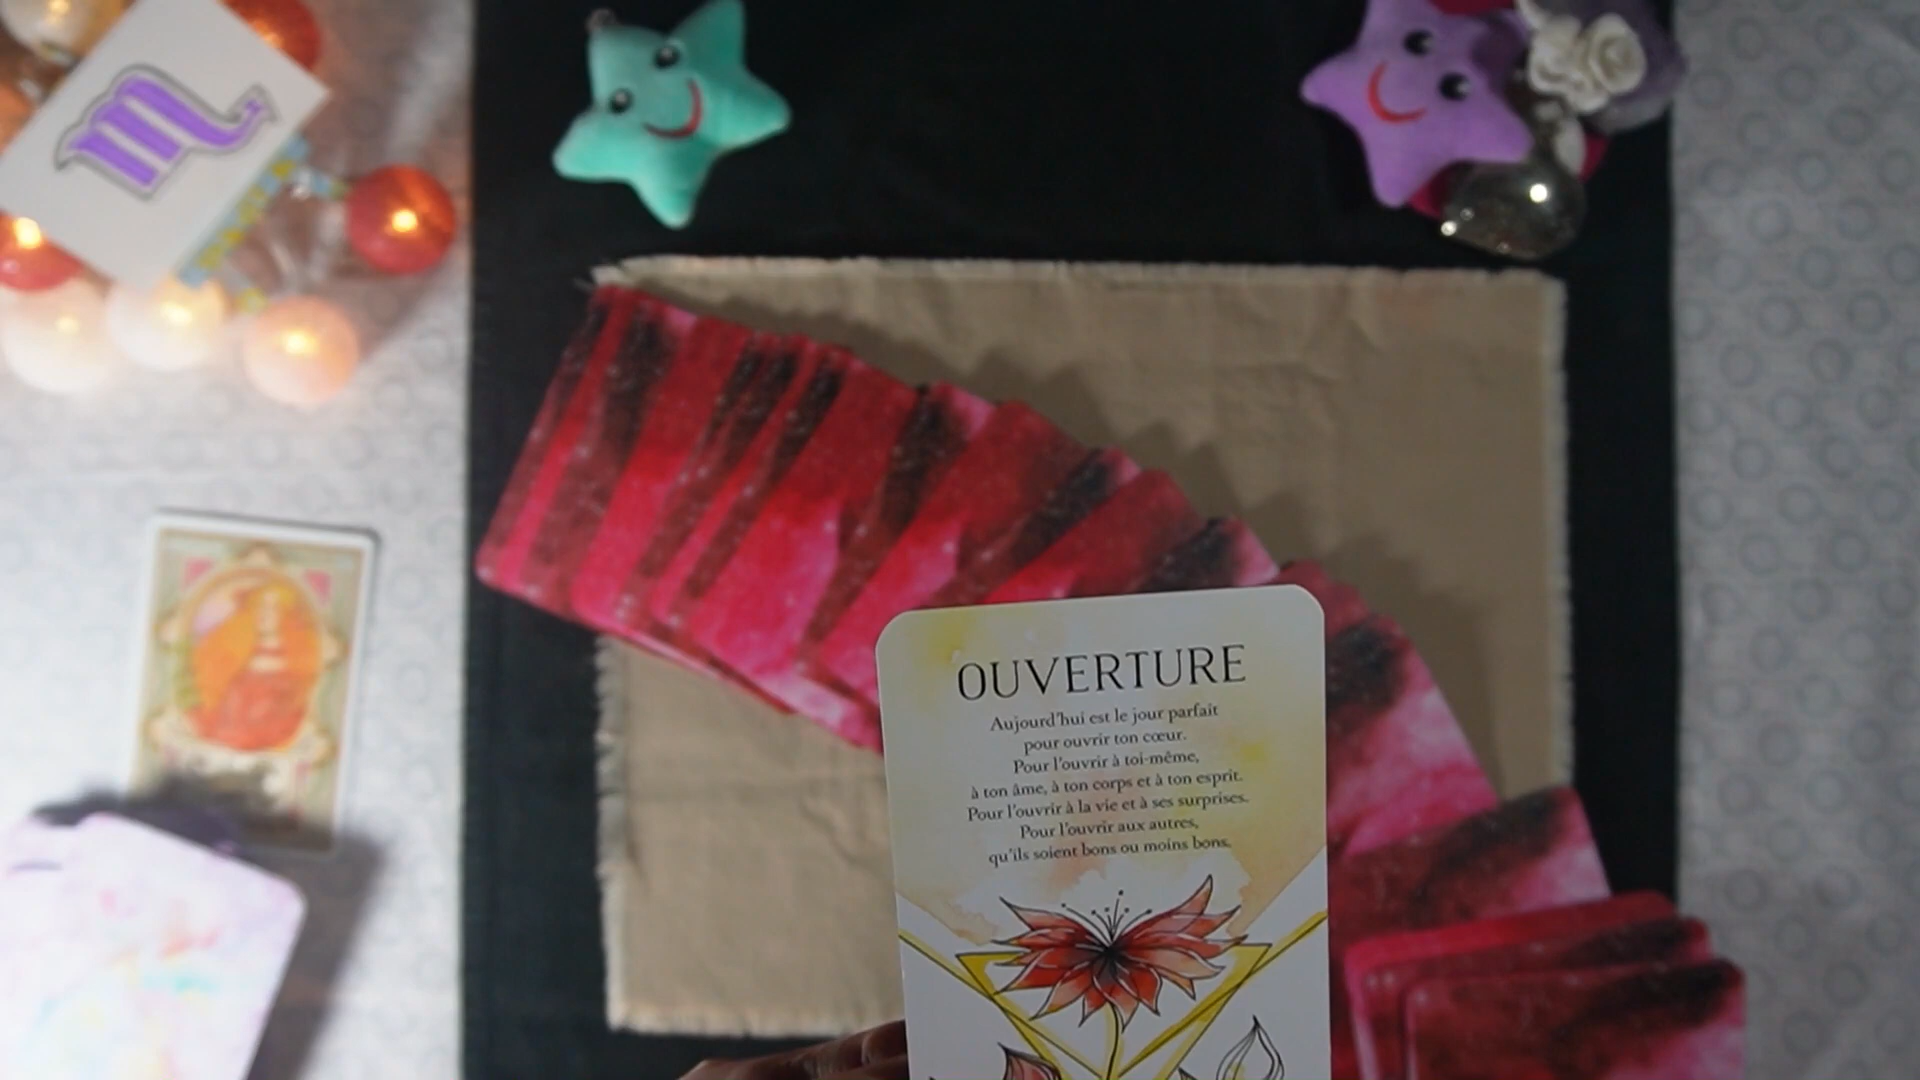 OUVERTURE
Aujourd'hui est le jour parfait
pour ouvrir ton cœur.
Pour l'ouvrir à toi-même,
à ton âme, à ton corps et à ton esprit.
Pour l'ouvrir à la vie et à ses surprises.
Pour l'ouvrir aux autres,
qu'ils soient bons ou moins bons.